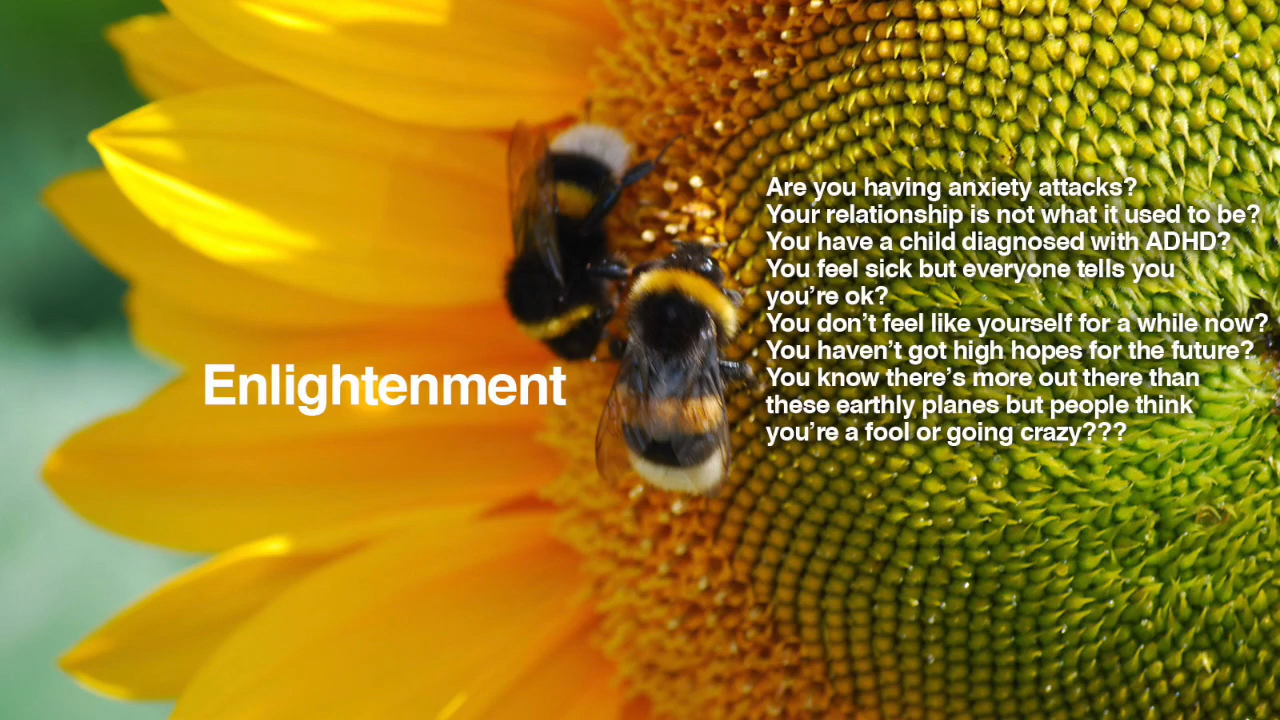 Enlightenment
Are you having anxiety attacks?
Your relationship is not what it used to be?
You have a child diagnosed with ADHD?
You feel sick but everyone tells you
you’re ok?
You don’t feel like yourself for a while now?
You haven’t got high hopes for the future?
You know there’s more out there than
these earthly planes but people think
you’re a fool or going crazy???